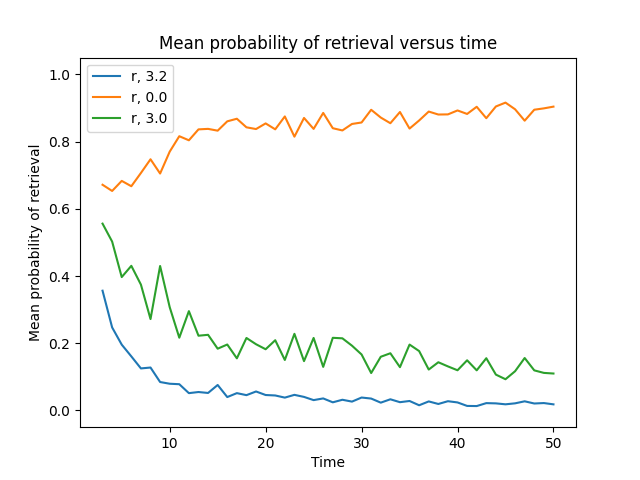 Mean probability of retrieval versus time
r, 3.2
r, 0.0
r, 3.0
1.0
0.8
0.6
0.4
0.2
0.0
Mean probability of retrieval
10
20
30
40
50
Time